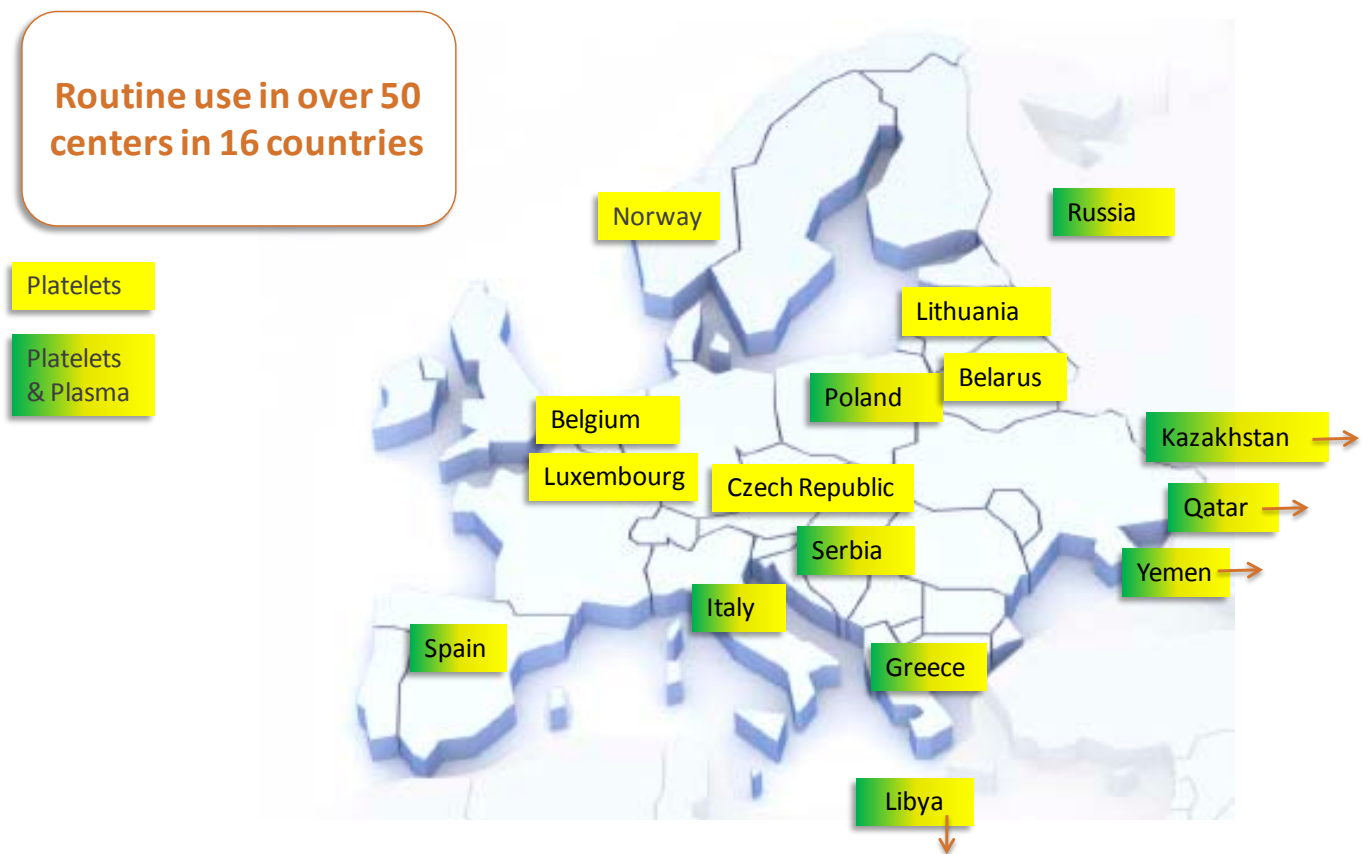 Routine use in over 50
centers in 16 countries
Norway
Russia
Platelets
Lithuania
Platelets
& Plasma
Belarus
Poland
Belgium
Kazakhstan
Luxembourg
Czech Republic
Qatar
Serbia
Yemen
Italy
Spain
Greece
Libya